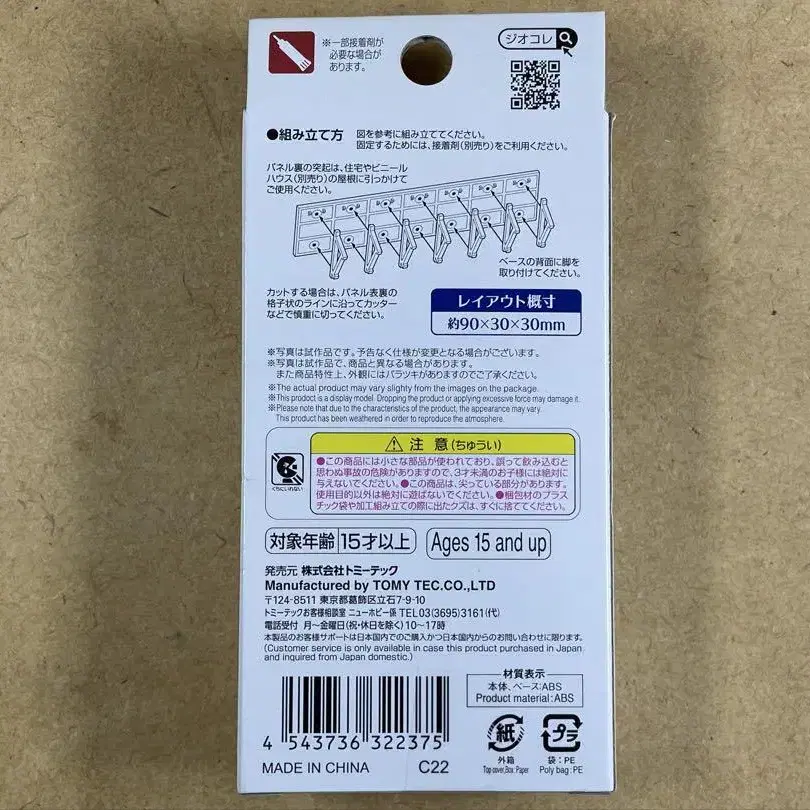 ※一部接着剤が
必要な場合が
あります。
ジオコレ
●組み立て方 図を参考に組み立ててください。
固定するためには、接着剤(別売り)をご利用ください。
パネル裏の突起は、住宅やビニール
ハウス(別売り)の屋根に引っかけて
ご使用ください。
ベースの背面に脚を
取り付けてください。
カットする場合は、パネル表裏の
格子状のラインに沿ってカッター
などで慎重に切ってください。
レイアウト概寸
約90×30×30mm
※写真は試作品です。予告なく仕様が変更となる場合がございます。
※写真は試作品で、商品と異なる場合があります。
また商品特性上、外観にはバラツキがありますのでご了承ください。
※The actual product may vary slighty from the images on the package.
※This prodoct is a display model. Dropping the product or applying excessive force may damage it.
※Please note that due to the characteristics of the product, the appearance may vary.
This product has been weathered in order to reproduce the atmosphere.
くちにいれない
注意(ちゅうい)
●この商品には小さな部品が使われており、誤って飲み込むと
思わぬ事故の危険がありますので、3才未満のお子様には絶対に
与えないでください。●この商品は、尖っている部分があります。
使用目的以外は絶対に遊ばないでください。●梱包材のプラス
チック袋や加工組み立ての際に出たクズは、すぐに捨ててください。
対象年齢 15才以上 Ages 15 and up
発売元 株式会社トミーテック
Manufactured by TOMY TEC.CO.,LTD
〒124-8511 東京都葛飾区立石7-9-10
トミーテックお客様相談室 ニューホビー係 TEL03(3695)3161(代)
電話受付 月〜金曜日(祝・休日を除く)10〜17時
本製品のお客様サポートは日本国内でのご購入かつ日本国内からのお問い合わせに限ります。
(Customer service is only available in case this product purchased in Japan
and inquired from Japan domestic.)
材質表示
本体、ベース:ABS
Product material:ABS
4 543736 322375
MADE IN CHINA C22
紙
外箱
Top cover,Box: Paper
プラ
袋:PE
Poly bag:PE